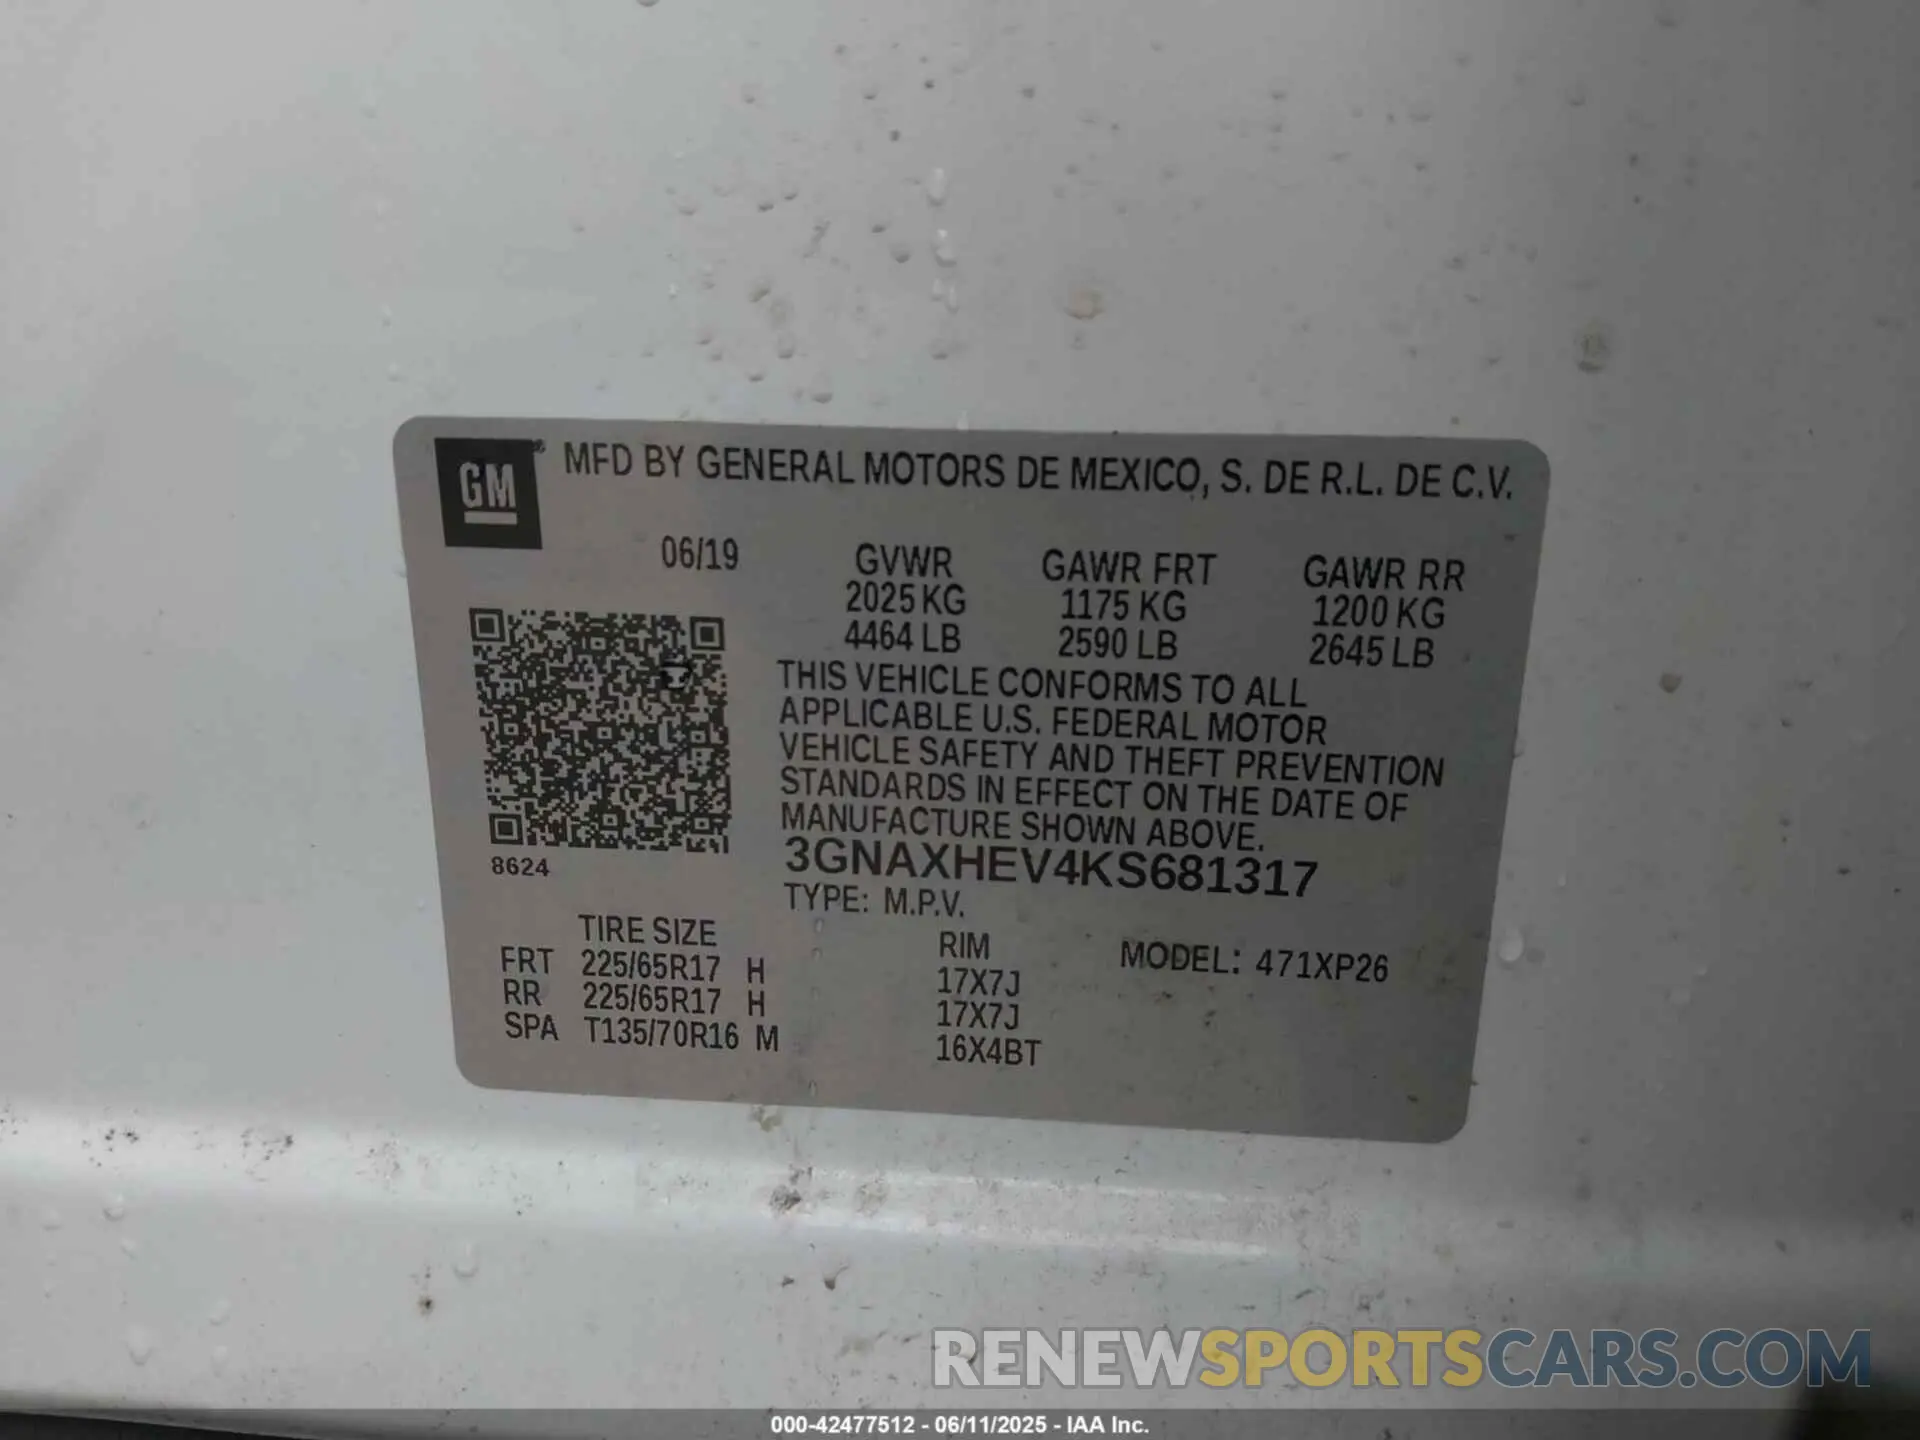 GM® MFD BY GENERAL MOTORS DE MEXICO, S. DE R.L. DE C.V.
06/19 GVWR GAWR FRT GAWR RR
2025 KG 1175 KG 1200 KG
4464 LB 2590 LB 2645 LB
THIS VEHICLE CONFORMS TO ALL
APPLICABLE U.S. FEDERAL MOTOR
VEHICLE SAFETY AND THEFT PREVENTION
STANDARDS IN EFFECT ON THE DATE OF
MANUFACTURE SHOWN ABOVE.
8624 3GNAXHEV4KS681317
TYPE: M.P.V.
TIRE SIZE RIM MODEL: 471XP26
FRT 225/65R17 H 17X7J
RR 225/65R17 H 17X7J
SPA T135/70R16 M 16X4BT
RENEWSPORTSCARS.COM
000-42477512 - 06/11/2025 - IAA Inc.